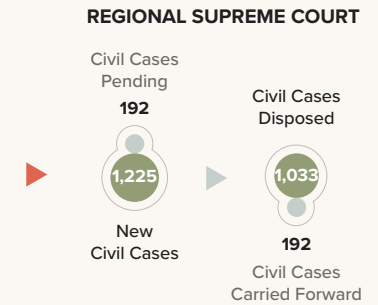 REGIONAL SUPREME COURT
Civil Cases
Pending
192
1,225
New
Civil Cases
Civil Cases
Disposed
1,033
192
Civil Cases
Carried Forward